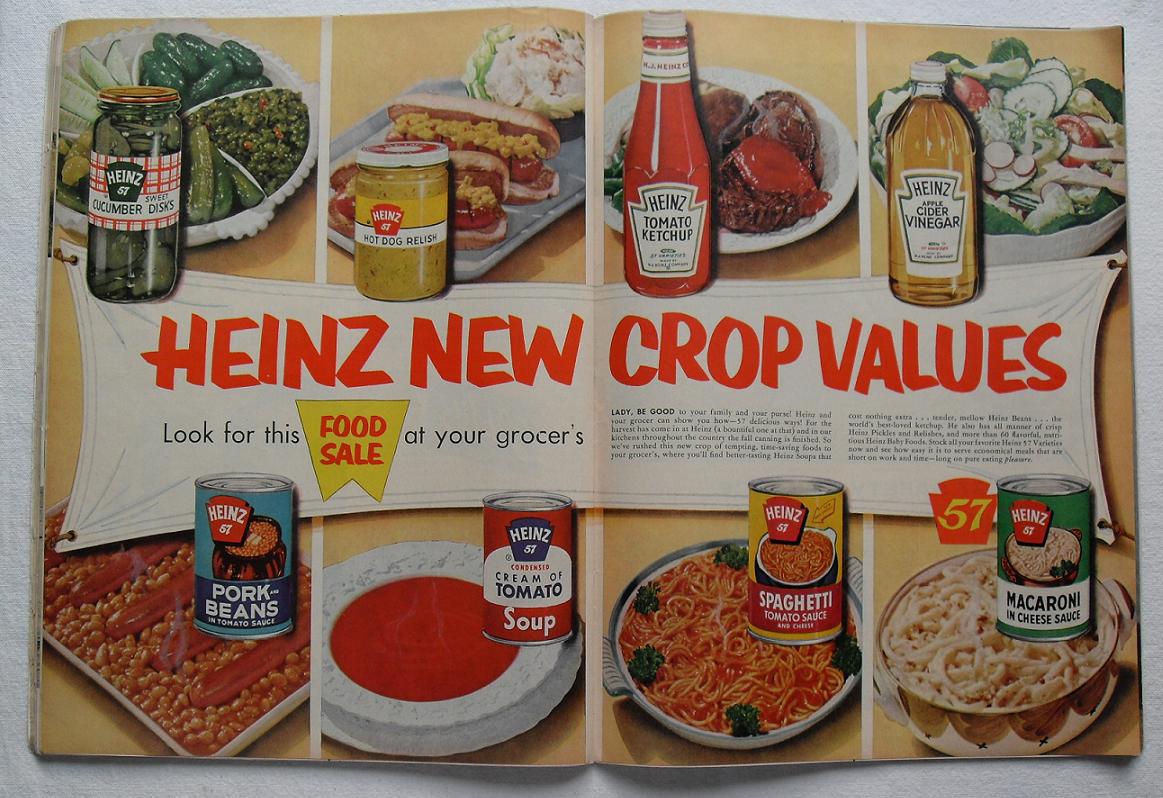 HEINZ
57
SWEET
CUCUMBER DISKS
HEINZ
57
HOT DOG RELISH
H.J. HEINZ CO.
HEINZ
TOMATO
KETCHUP
57 VARIETIES
HEINZ
APPLE
CIDER
VINEGAR
HEINZ NEW CROP VALUES
Look for this FOOD SALE at your grocer's
LADY, BE GOOD to your family and your purse! Heinz and
your grocer can show you how—57 delicious ways! For the
harvest has come in at Heinz (a bountiful one at that) and in our
kitchens throughout the country the fall canning is finished. So
we've rushed this new crop of tempting, time-saving foods to
your grocer's, where you'll find better-tasting Heinz Soups that
cost nothing extra . . . tender, mellow Heinz Beans . . . the
world's best-loved ketchup. He also has all manner of crisp
Heinz Pickles and Relishes, and more than 60 flavorful, nutri-
tious Heinz Baby Foods. Stock all your favorite Heinz 57 Varieties
now and see how easy it is to serve economical meals that are
short on work and time—long on pure eating pleasure.
HEINZ
57
PORK AND
BEANS
IN TOMATO SAUCE
HEINZ
57
CONDENSED
CREAM OF
TOMATO
Soup
HEINZ
57
SPAGHETTI
TOMATO SAUCE
AND CHEESE
57
HEINZ
57
MACARONI
IN CHEESE SAUCE